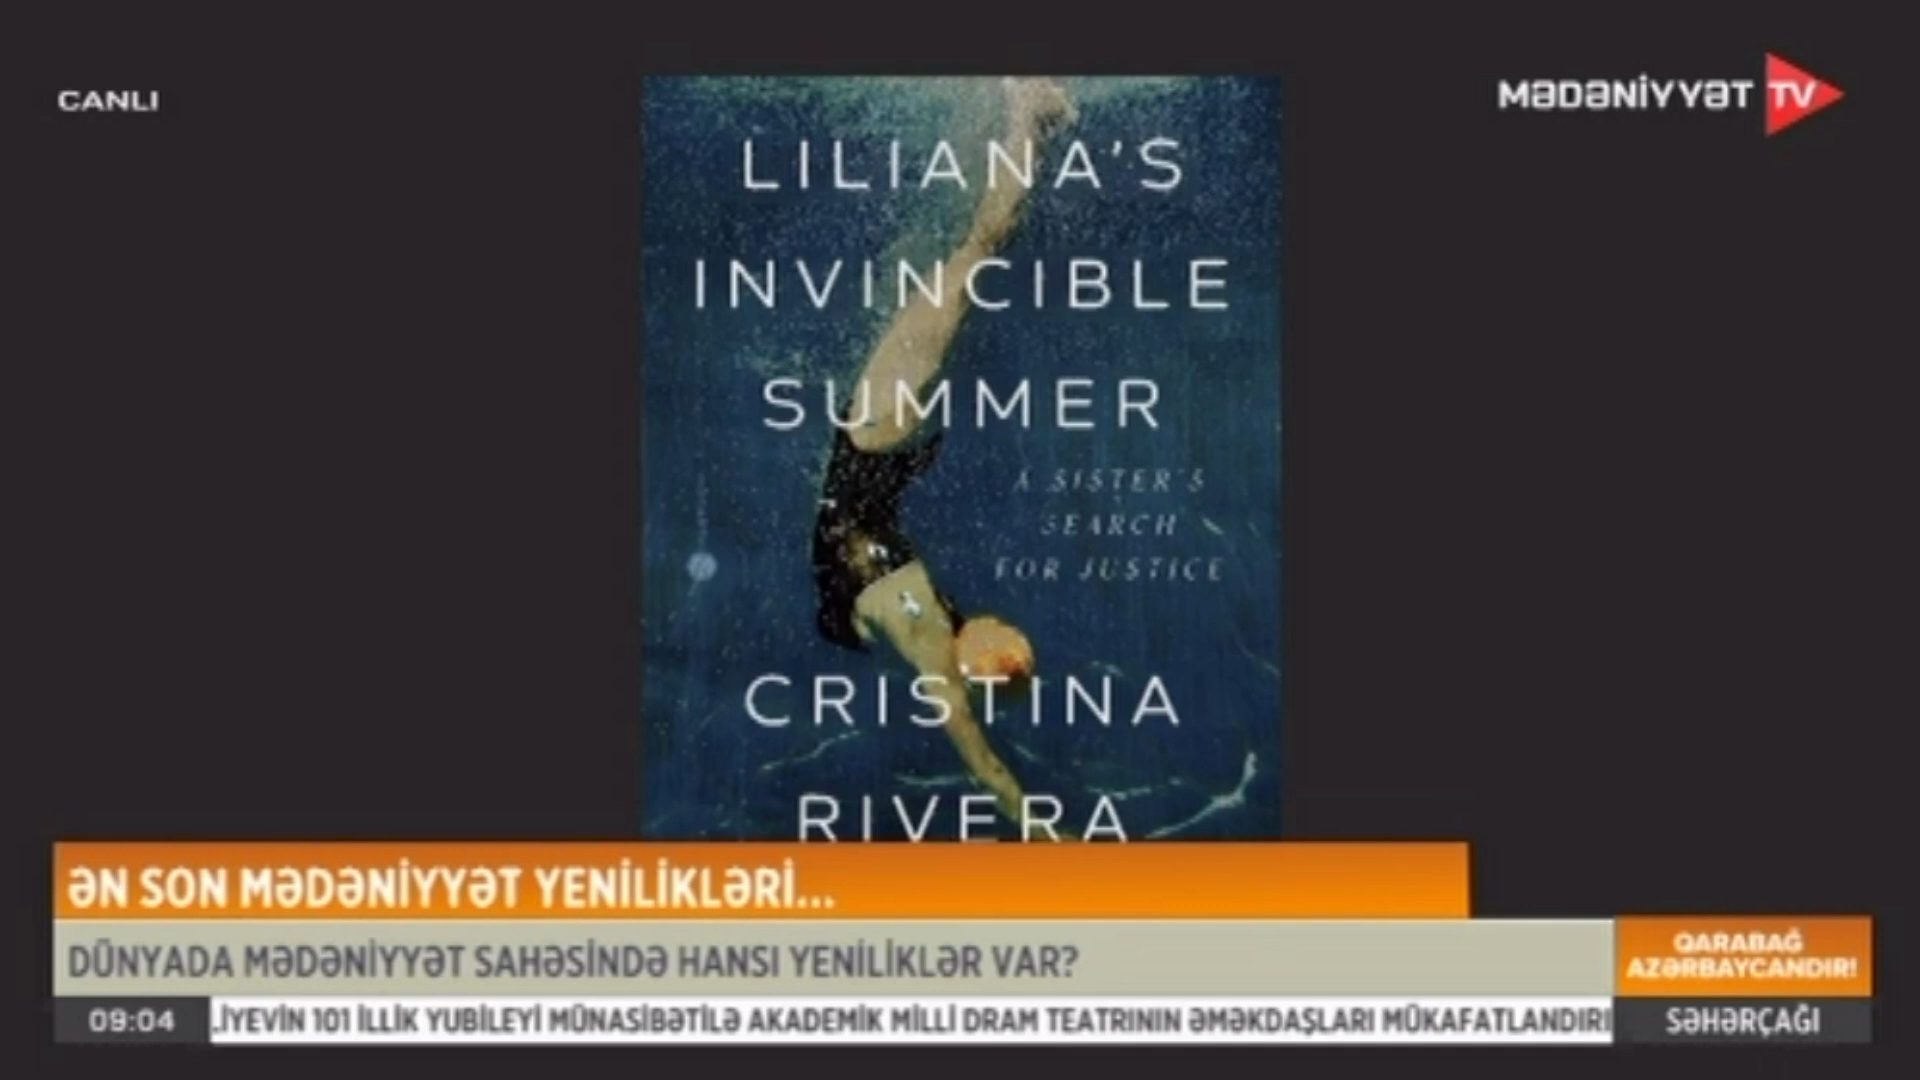 CANLI
MƏDƏNİYYƏT TV
LILIANA'S
INVINCIBLE
SUMMER
A SISTER'S
SEARCH
FOR JUSTICE
CRISTINA
RIVERA
ƏN SON MƏDƏNİYYƏT YENİLİKLƏRİ...
DÜNYADA MƏDƏNİYYƏT SAHƏSİNDƏ HANSI YENİLİKLƏR VAR?
QARABAĞ
AZƏRBAYCANDIR!
09:04
.İYEVİN 101 İLLİK YUBİLEYİ MÜNASİBƏTİLƏ AKADEMİK MİLLİ DRAM TEATRININ ƏMƏKDAŞLARI MÜKAFATLANDIRI
SƏHƏRÇAĞI